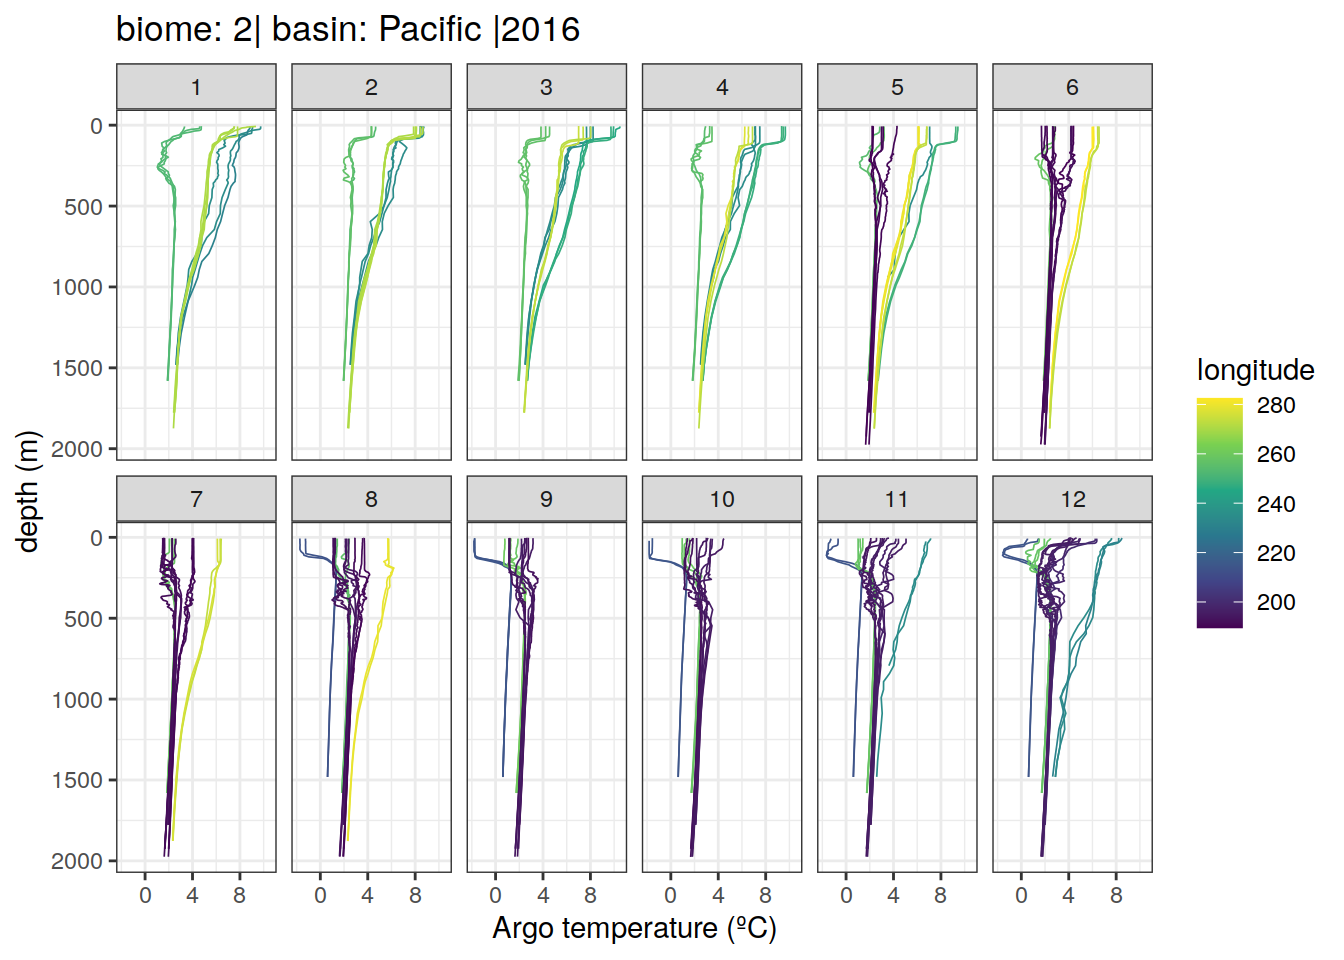 biome: 2| basin: Pacific |2016
1 2 3 4 5 6
0
500
1000
1500
2000
7 8 9 10 11 12
0
500
1000
1500
2000
0 4 8 0 4 8 0 4 8 0 4 8 0 4 8 0 4 8
Argo temperature (ºC)
depth (m)
longitude
280
260
240
220
200